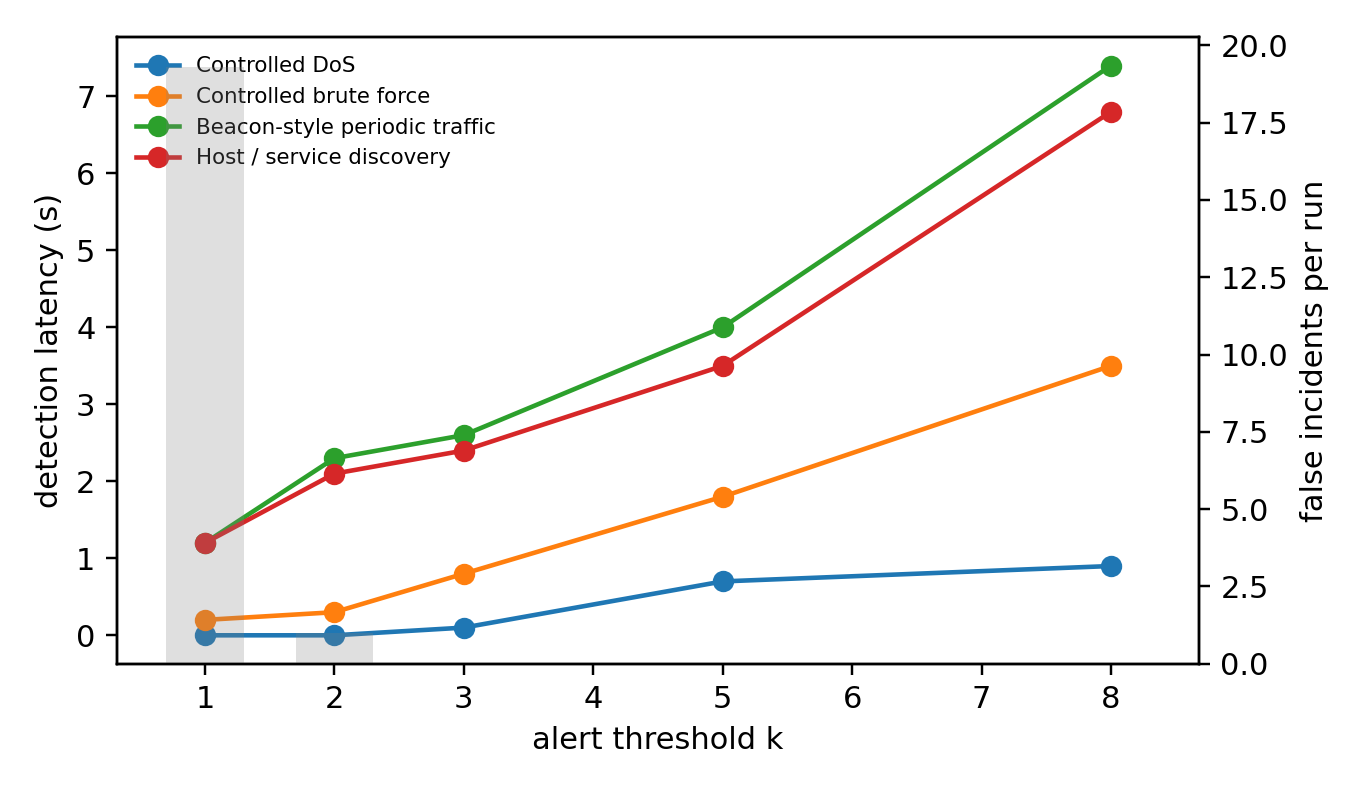 Controlled DoS
Controlled brute force
Beacon-style periodic traffic
Host / service discovery
detection latency (s)
7
6
5
4
3
2
1
0
20.0
17.5
15.0
12.5
10.0
7.5
5.0
2.5
0.0
false incidents per run
1 2 3 4 5 6 7 8
alert threshold k